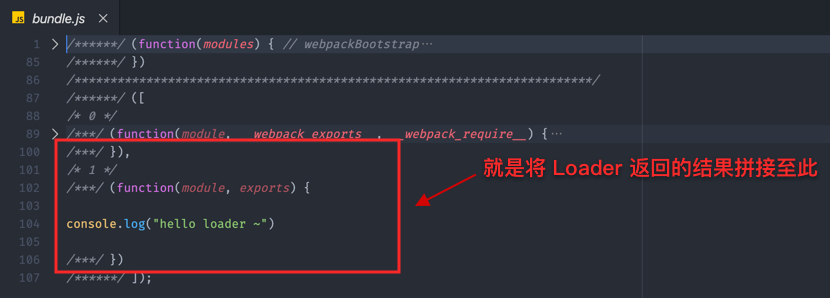 JS bundle.js ×
1 > /******/ (function(modules) { // webpackBootstrap…
85 /******/ })
86 /************************************************************************/
87 /******/ ([
88 /* 0 */
89 > /***/ (function(module, __webpack_exports__, __webpack_require__) {…
100 /***/ }),
101 /* 1 */
就是将 Loader 返回的结果拼接至此
102 /***/ (function(module, exports) {
103
104 console.log("hello loader ~")
105
106 /***/ })
107 /******/ ]);